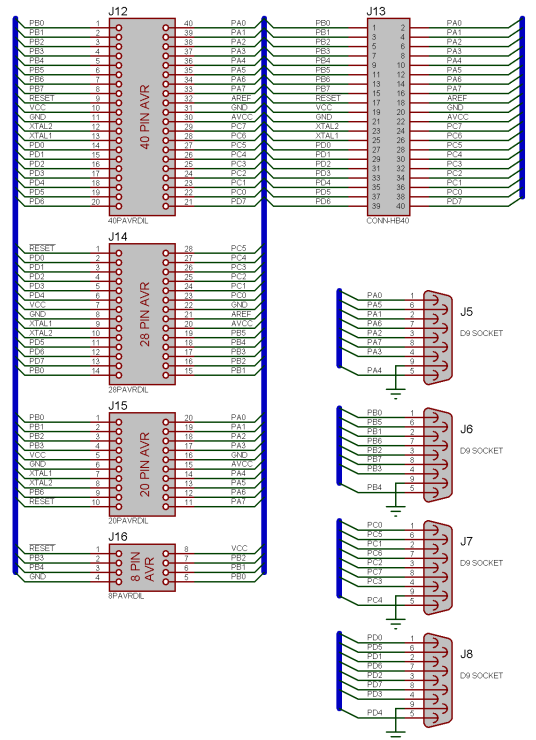 J12
PB0 1 40 PA0
PB1 2 39 PA1
PB2 3 38 PA2
PB3 4 37 PA3
PB4 5 36 PA4
PB5 6 35 PA5
PB6 7 34 PA6
PB7 8 33 PA7
RESET 9 32 AREF
VCC 10 31 GND
GND 11 30 AVCC
XTAL2 12 29 PC7
XTAL1 13 28 PC6
PD0 14 27 PC5
PD1 15 26 PC4
PD2 16 25 PC3
PD3 17 24 PC2
PD4 18 23 PC1
PD5 19 22 PC0
PD6 20 21 PD7
40 PIN AVR
40PAVRDIL
J13
PB0 1 2 PA0
PB1 3 4 PA1
PB2 5 6 PA2
PB3 7 8 PA3
PB4 9 10 PA4
PB5 11 12 PA5
PB6 13 14 PA6
PB7 15 16 PA7
RESET 17 18 AREF
VCC 19 20 GND
GND 21 22 AVCC
XTAL2 23 24 PC7
XTAL1 25 26 PC6
PD0 27 28 PC5
PD1 29 30 PC4
PD2 31 32 PC3
PD3 33 34 PC2
PD4 35 36 PC1
PD5 37 38 PC0
PD6 39 40 PD7
CONN-HB40
J14
RESET 1 28 PC5
PD0 2 27 PC4
PD1 3 26 PC3
PD2 4 25 PC2
PD3 5 24 PC1
PD4 6 23 PC0
VCC 7 22 GND
GND 8 21 AREF
XTAL1 9 20 AVCC
XTAL2 10 19 PB5
PD5 11 18 PB4
PD6 12 17 PB3
PD7 13 16 PB2
PB0 14 15 PB1
28 PIN AVR
28PAVRDIL
J15
PB0 1 20 PA0
PB1 2 19 PA1
PB2 3 18 PA2
PB3 4 17 PA3
VCC 5 16 GND
GND 6 15 AVCC
XTAL1 7 14 PA4
XTAL2 8 13 PA5
PB6 9 12 PA6
RESET 10 11 PA7
20 PIN AVR
20PAVRDIL
J16
RESET 1 8 VCC
PB3 2 7 PB2
PB4 3 6 PB1
GND 4 5 PB0
8 PIN
AVR
8PAVRDIL
J5
D9 SOCKET
PA0 1
PA5 6
PA1 2
PA6 7
PA2 3
PA7 8
PA3 4
9
PA4 5
J6
D9 SOCKET
PB0 1
PB5 6
PB1 2
PB6 7
PB2 3
PB7 8
PB3 4
9
PB4 5
J7
D9 SOCKET
PC0 1
PC5 6
PC1 2
PC6 7
PC2 3
PC7 8
PC3 4
9
PC4 5
J8
D9 SOCKET
PD0 1
PD5 6
PD1 2
PD6 7
PD2 3
PD7 8
PD3 4
9
PD4 5